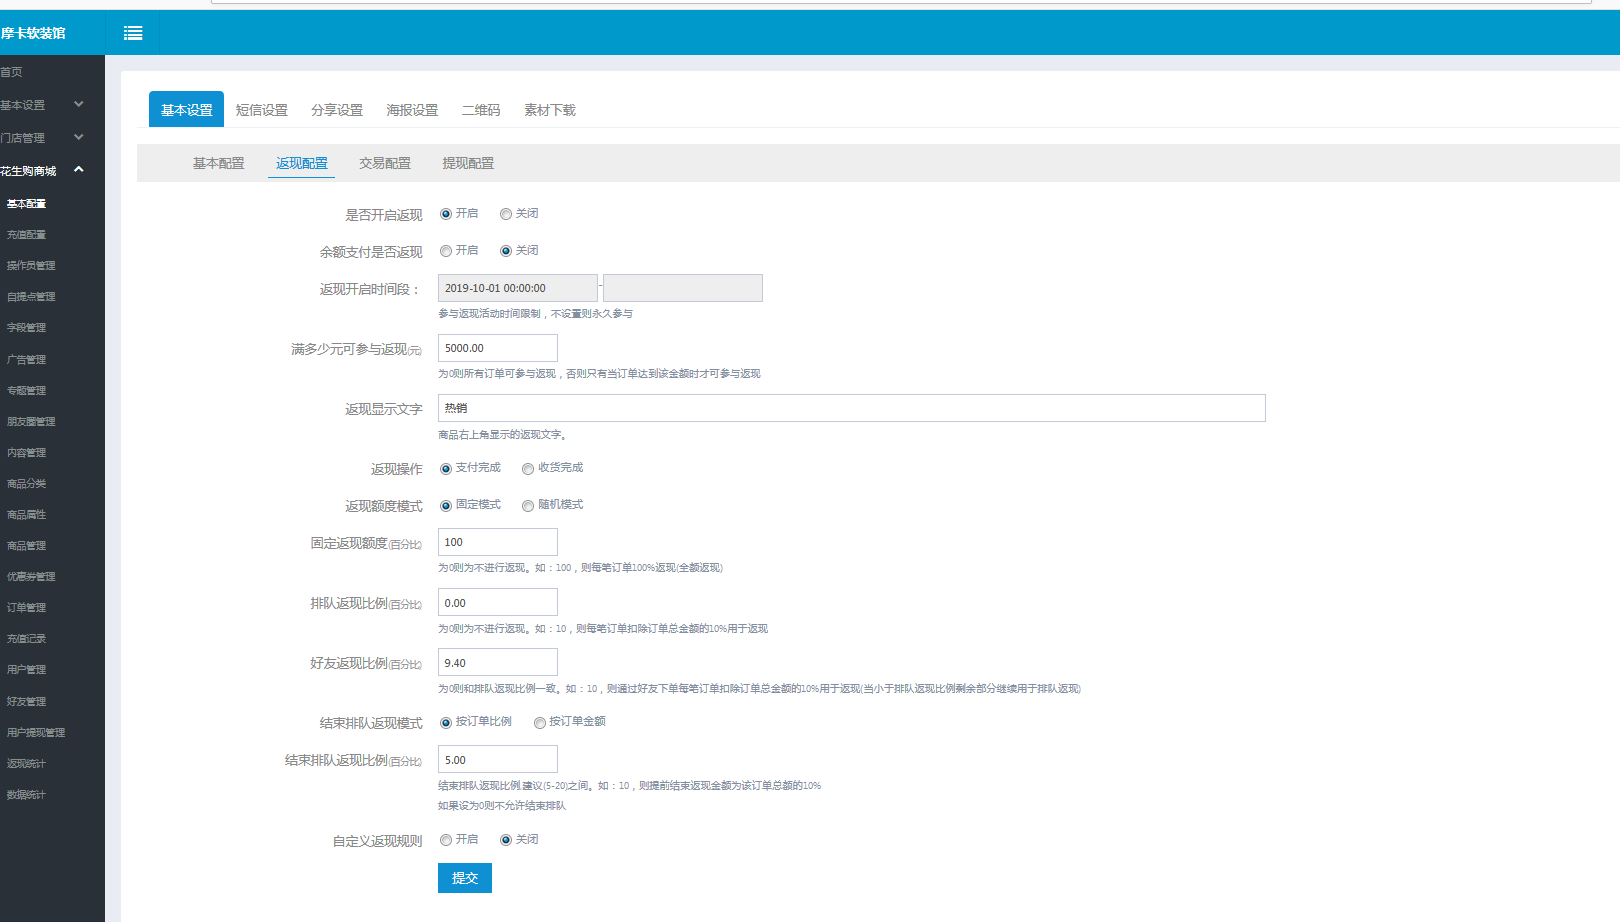 摩卡软装馆
首页
基本设置
门店管理
花生购商城
基本配置
充值配置
操作员管理
自提点管理
字段管理
广告管理
专题管理
朋友圈管理
内容管理
商品分类
商品属性
商品管理
优惠券管理
订单管理
充值记录
用户管理
好友管理
用户提现管理
返现统计
数据统计
基本设置 短信设置 分享设置 海报设置 二维码 素材下载
基本配置 返现配置 交易配置 提现配置
是否开启返现 开启 关闭
余额支付是否返现 开启 关闭
返现开启时间段： 2019-10-01 00:00:00 -
参与返现活动时间限制，不设置则永久参与
满多少元可参与返现(元) 5000.00
为0则所有订单可参与返现，否则只有当订单达到该金额时才可参与返现
返现显示文字 热销
商品右上角显示的返现文字。
返现操作 支付完成 收货完成
返现额度模式 固定模式 随机模式
固定返现额度(百分比) 100
为0则为不进行返现。如：100，则每笔订单100%返现(全额返现)
排队返现比例(百分比) 0.00
为0则为不进行返现。如：10，则每笔订单扣除订单总金额的10%用于返现
好友返现比例(百分比) 9.40
为0则和排队返现比例一致。如：10，则通过好友下单每笔订单扣除订单总金额的10%用于返现(当小于排队返现比例剩余部分继续用于排队返现)
结束排队返现模式 按订单比例 按订单金额
结束排队返现比例(百分比) 5.00
结束排队返现比例 建议(5-20)之间。如：10，则提前结束返现金额为该订单总额的10%
如果设为0则不允许结束排队
自定义返现规则 开启 关闭
提交